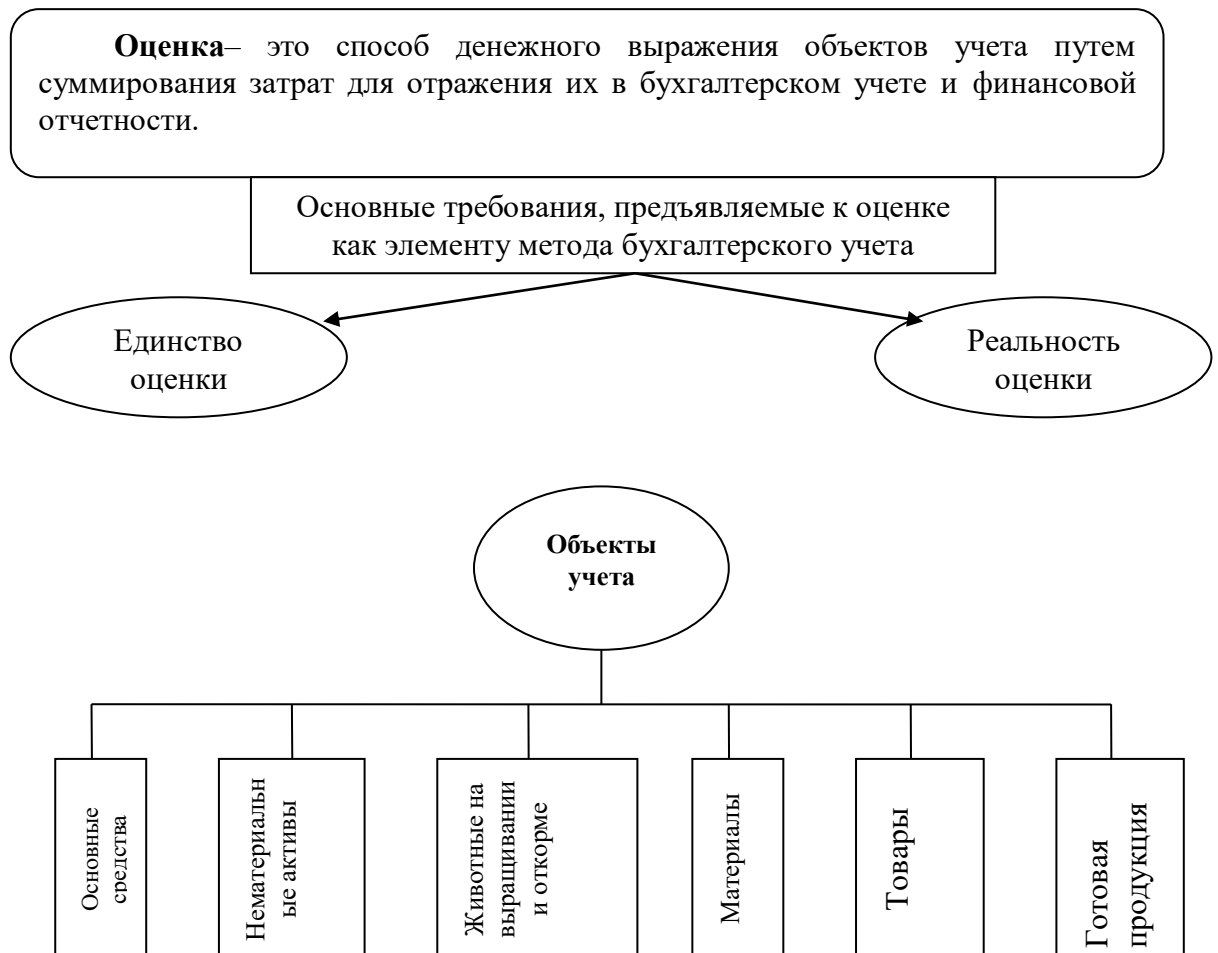 Оценка– это способ денежного выражения объектов учета путем
суммирования затрат для отражения их в бухгалтерском учете и финансовой
отчетности.
Основные требования, предъявляемые к оценке
как элементу метода бухгалтерского учета
Единство
оценки
Реальность
оценки
Объекты
учета
Основные
средства
Нематериальн
ые активы
Животные на
выращивании
и откорме
Материалы
Товары
Готовая
продукция